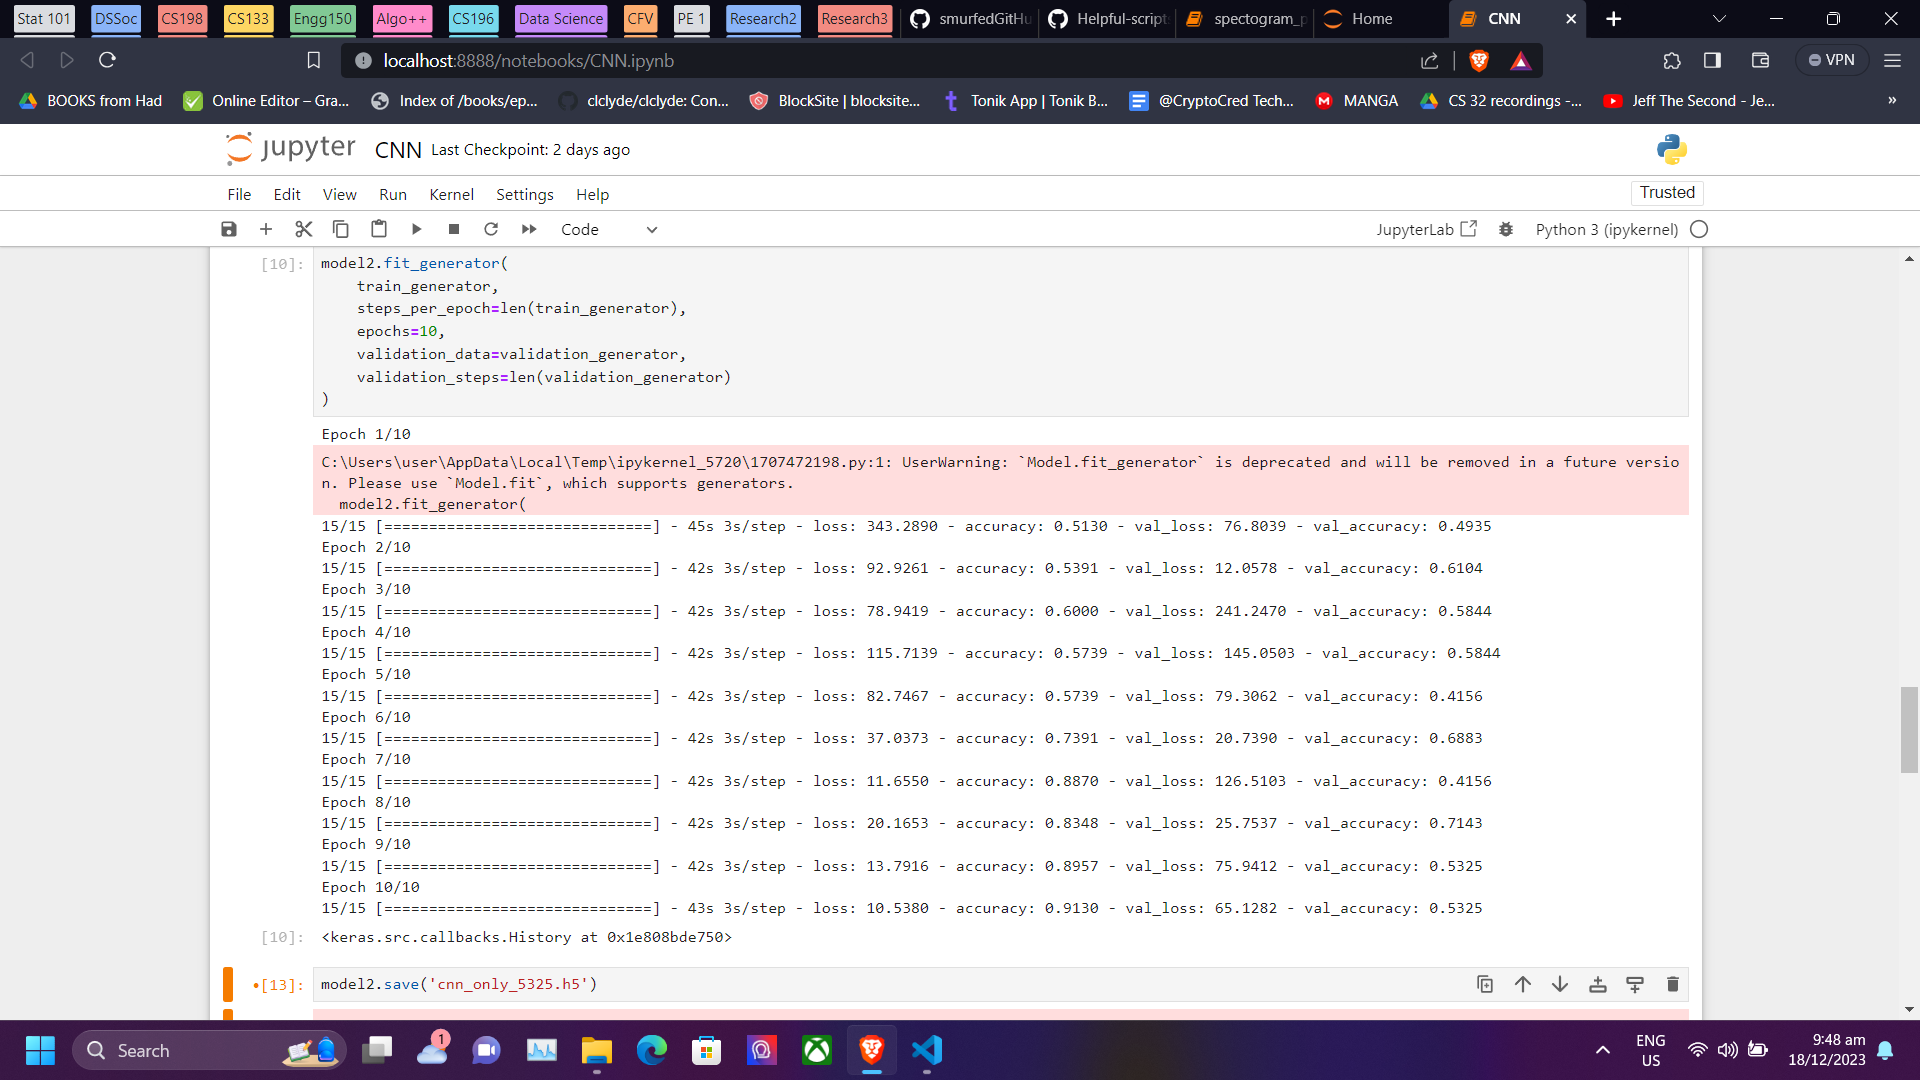 Stat 101 DSSoc CS198 CS133 Engg150 Algo++ CS196 Data Science CFV PE 1 Research2 Research3 smurfedGitHu Helpful-script spectogram_p Home CNN
localhost:8888/notebooks/CNN.ipynb VPN
BOOKS from Had Online Editor – Gra... Index of /books/ep... clclyde/clclyde: Con... BlockSite | blocksite... Tonik App | Tonik B... @CryptoCred Tech... MANGA CS 32 recordings -... Jeff The Second - Je... »
jupyter CNN Last Checkpoint: 2 days ago
File Edit View Run Kernel Settings Help Trusted
Code JupyterLab Python 3 (ipykernel)
[10]: model2.fit_generator(
train_generator,
steps_per_epoch=len(train_generator),
epochs=10,
validation_data=validation_generator,
validation_steps=len(validation_generator)
)
Epoch 1/10
C:\Users\user\AppData\Local\Temp\ipykernel_5720\1707472198.py:1: UserWarning: `Model.fit_generator` is deprecated and will be removed in a future versio
n. Please use `Model.fit`, which supports generators.
model2.fit_generator(
15/15 [==============================] - 45s 3s/step - loss: 343.2890 - accuracy: 0.5130 - val_loss: 76.8039 - val_accuracy: 0.4935
Epoch 2/10
15/15 [==============================] - 42s 3s/step - loss: 92.9261 - accuracy: 0.5391 - val_loss: 12.0578 - val_accuracy: 0.6104
Epoch 3/10
15/15 [==============================] - 42s 3s/step - loss: 78.9419 - accuracy: 0.6000 - val_loss: 241.2470 - val_accuracy: 0.5844
Epoch 4/10
15/15 [==============================] - 42s 3s/step - loss: 115.7139 - accuracy: 0.5739 - val_loss: 145.0503 - val_accuracy: 0.5844
Epoch 5/10
15/15 [==============================] - 42s 3s/step - loss: 82.7467 - accuracy: 0.5739 - val_loss: 79.3062 - val_accuracy: 0.4156
Epoch 6/10
15/15 [==============================] - 42s 3s/step - loss: 37.0373 - accuracy: 0.7391 - val_loss: 20.7390 - val_accuracy: 0.6883
Epoch 7/10
15/15 [==============================] - 42s 3s/step - loss: 11.6550 - accuracy: 0.8870 - val_loss: 126.5103 - val_accuracy: 0.4156
Epoch 8/10
15/15 [==============================] - 42s 3s/step - loss: 20.1653 - accuracy: 0.8348 - val_loss: 25.7537 - val_accuracy: 0.7143
Epoch 9/10
15/15 [==============================] - 42s 3s/step - loss: 13.7916 - accuracy: 0.8957 - val_loss: 75.9412 - val_accuracy: 0.5325
Epoch 10/10
15/15 [==============================] - 43s 3s/step - loss: 10.5380 - accuracy: 0.9130 - val_loss: 65.1282 - val_accuracy: 0.5325
[10]: <keras.src.callbacks.History at 0x1e808bde750>
•[13]: model2.save('cnn_only_5325.h5')
Search 1 ENG 9:48 am
US 18/12/2023